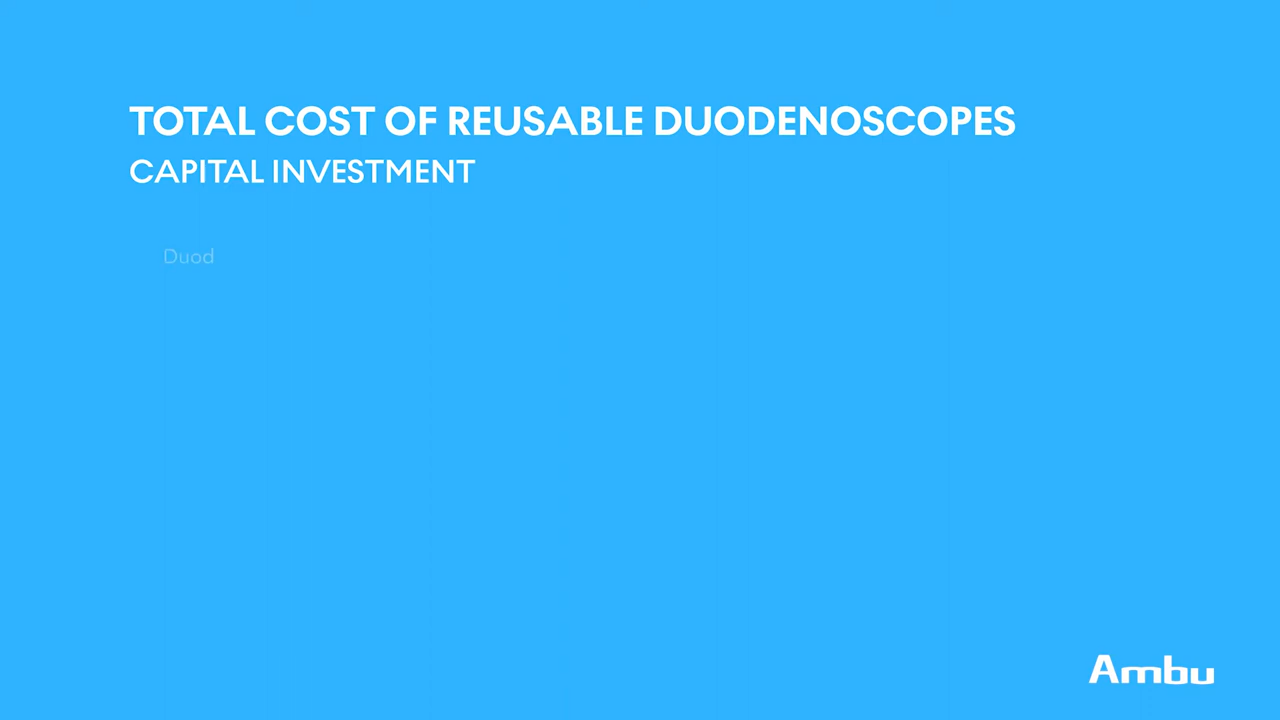 TOTAL COST OF REUSABLE DUODENOSCOPES
CAPITAL INVESTMENT
Duod
Ambu